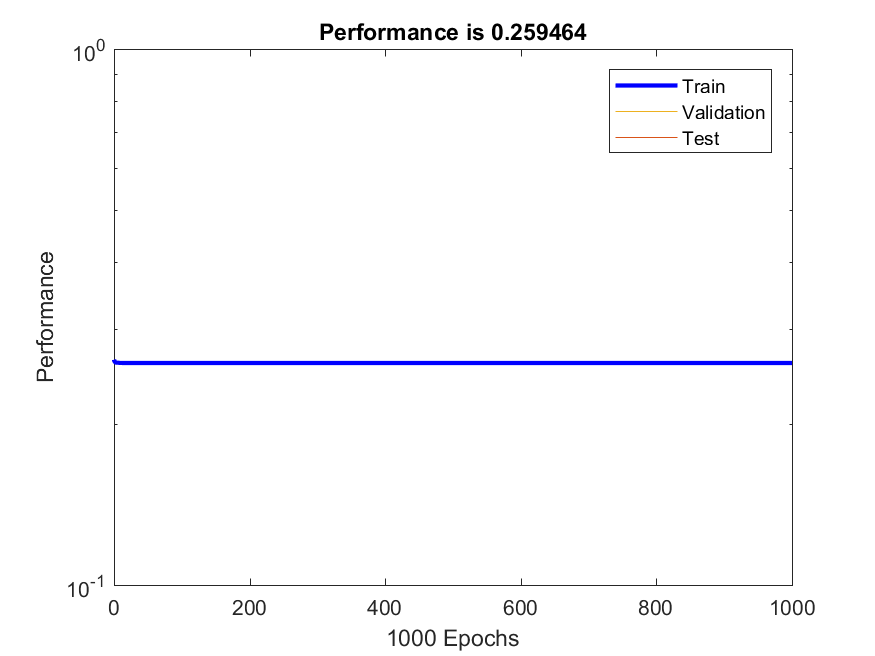 Performance is 0.259464
10^0
Train
Validation
Test
Performance
10^-1
0 200 400 600 800 1000
1000 Epochs